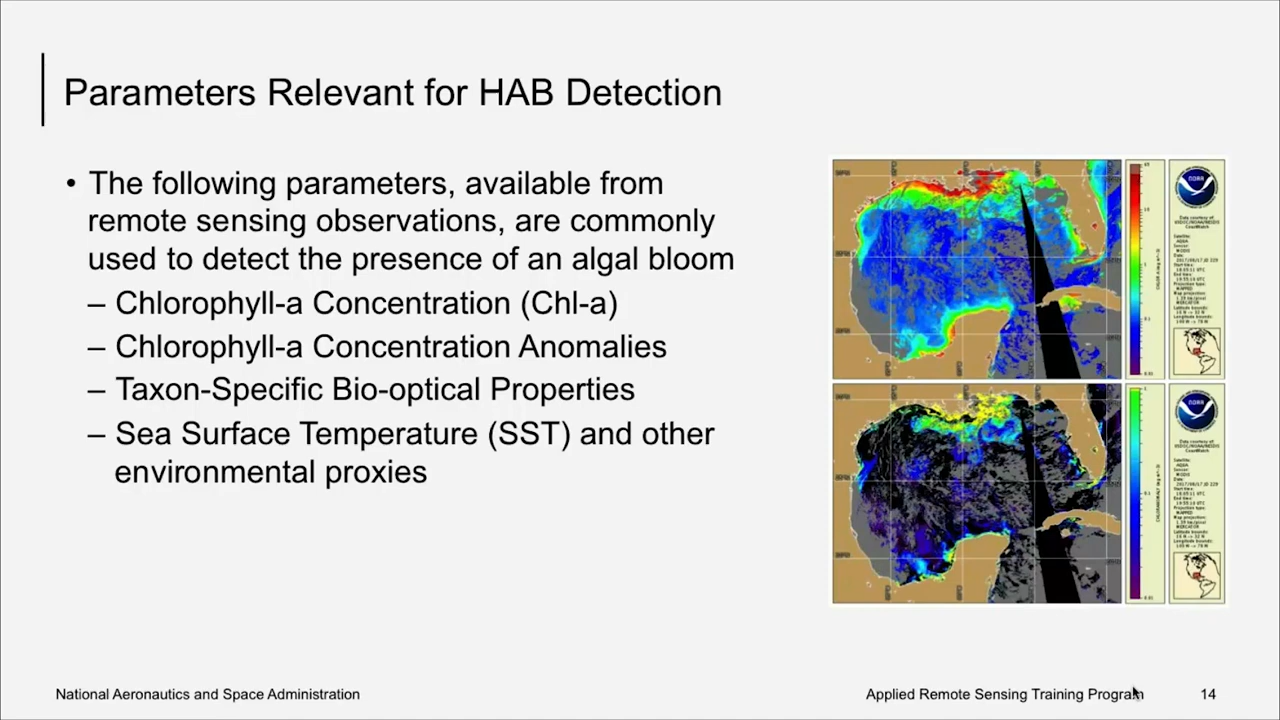 Parameters Relevant for HAB Detection
• The following parameters, available from
remote sensing observations, are commonly
used to detect the presence of an algal bloom
– Chlorophyll-a Concentration (Chl-a)
– Chlorophyll-a Concentration Anomalies
– Taxon-Specific Bio-optical Properties
– Sea Surface Temperature (SST) and other
environmental proxies
National Aeronautics and Space Administration
Applied Remote Sensing Training Program
14